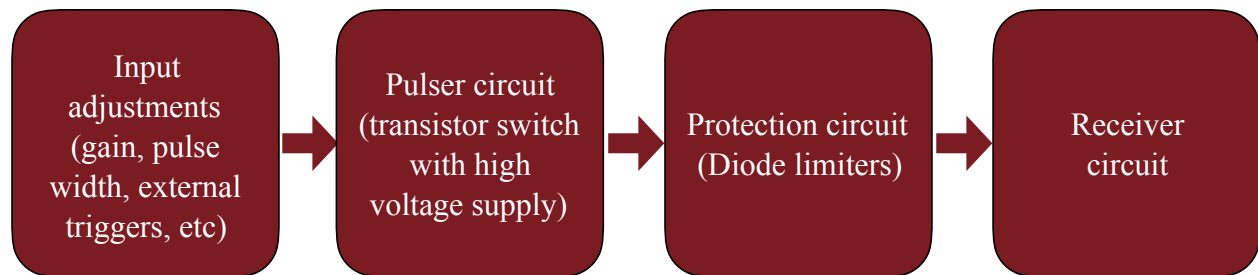 Input
adjustments
(gain, pulse
width, external
triggers, etc)
Pulser circuit
(transistor switch
with high
voltage supply)
Protection circuit
(Diode limiters)
Receiver
circuit